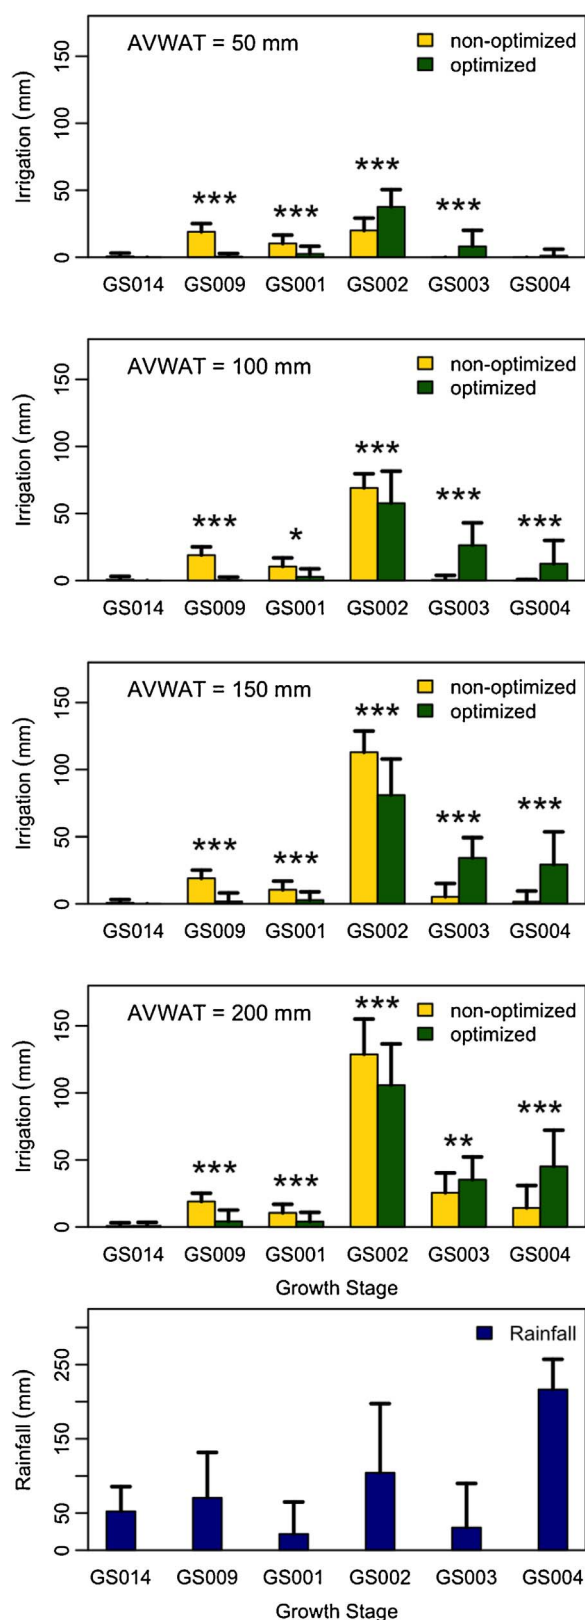 AVWAT = 50 mm
non-optimized
optimized
Irrigation (mm)
0 50 100 150
***
***
***
***
GS014 GS009 GS001 GS002 GS003 GS004
AVWAT = 100 mm
non-optimized
optimized
Irrigation (mm)
0 50 100 150
***
*
***
***
***
GS014 GS009 GS001 GS002 GS003 GS004
AVWAT = 150 mm
non-optimized
optimized
Irrigation (mm)
0 50 100 150
***
***
***
***
***
GS014 GS009 GS001 GS002 GS003 GS004
AVWAT = 200 mm
non-optimized
optimized
Irrigation (mm)
0 50 100 150
***
***
***
**
***
GS014 GS009 GS001 GS002 GS003 GS004
Growth Stage
Rainfall
Rainfall (mm)
0 50 150 250
GS014 GS009 GS001 GS002 GS003 GS004
Growth Stage